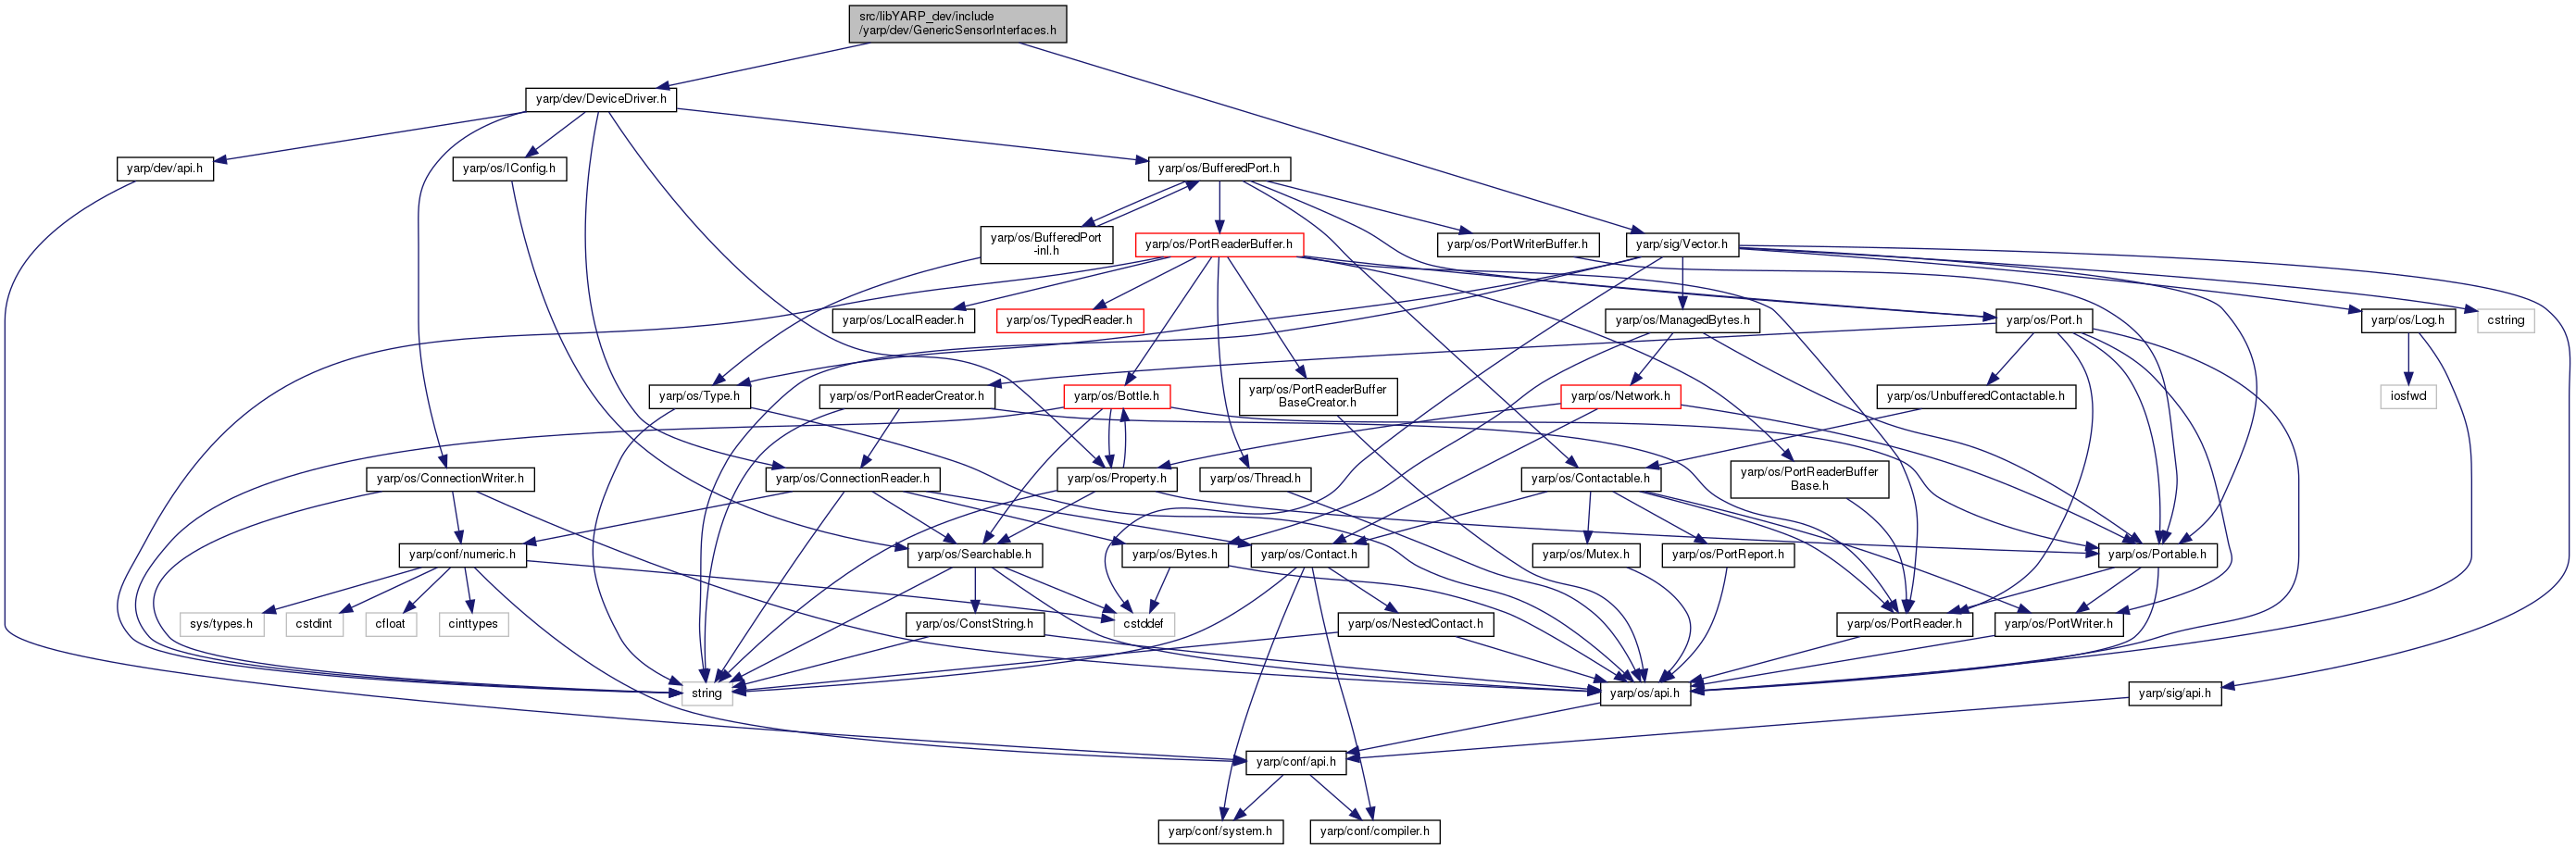 src/libYARP_dev/include
/yarp/dev/GenericSensorInterfaces.h
yarp/dev/DeviceDriver.h
yarp/dev/api.h
yarp/os/IConfig.h
yarp/os/BufferedPort.h
yarp/os/BufferedPort
-inl.h
yarp/os/PortReaderBuffer.h
yarp/os/PortWriterBuffer.h
yarp/sig/Vector.h
yarp/os/LocalReader.h
yarp/os/TypedReader.h
yarp/os/ManagedBytes.h
yarp/os/Port.h
yarp/os/Log.h
cstring
yarp/os/Type.h
yarp/os/PortReaderCreator.h
yarp/os/Bottle.h
yarp/os/PortReaderBuffer
BaseCreator.h
yarp/os/Network.h
yarp/os/UnbufferedContactable.h
iosfwd
yarp/os/ConnectionWriter.h
yarp/os/ConnectionReader.h
yarp/os/Property.h
yarp/os/Thread.h
yarp/os/Contactable.h
yarp/os/PortReaderBuffer
Base.h
yarp/conf/numeric.h
yarp/os/Searchable.h
yarp/os/Bytes.h
yarp/os/Contact.h
yarp/os/Mutex.h
yarp/os/PortReport.h
yarp/os/Portable.h
sys/types.h
cstdint
cfloat
cinttypes
yarp/os/ConstString.h
cstddef
yarp/os/NestedContact.h
yarp/os/PortReader.h
yarp/os/PortWriter.h
string
yarp/os/api.h
yarp/sig/api.h
yarp/conf/api.h
yarp/conf/system.h
yarp/conf/compiler.h